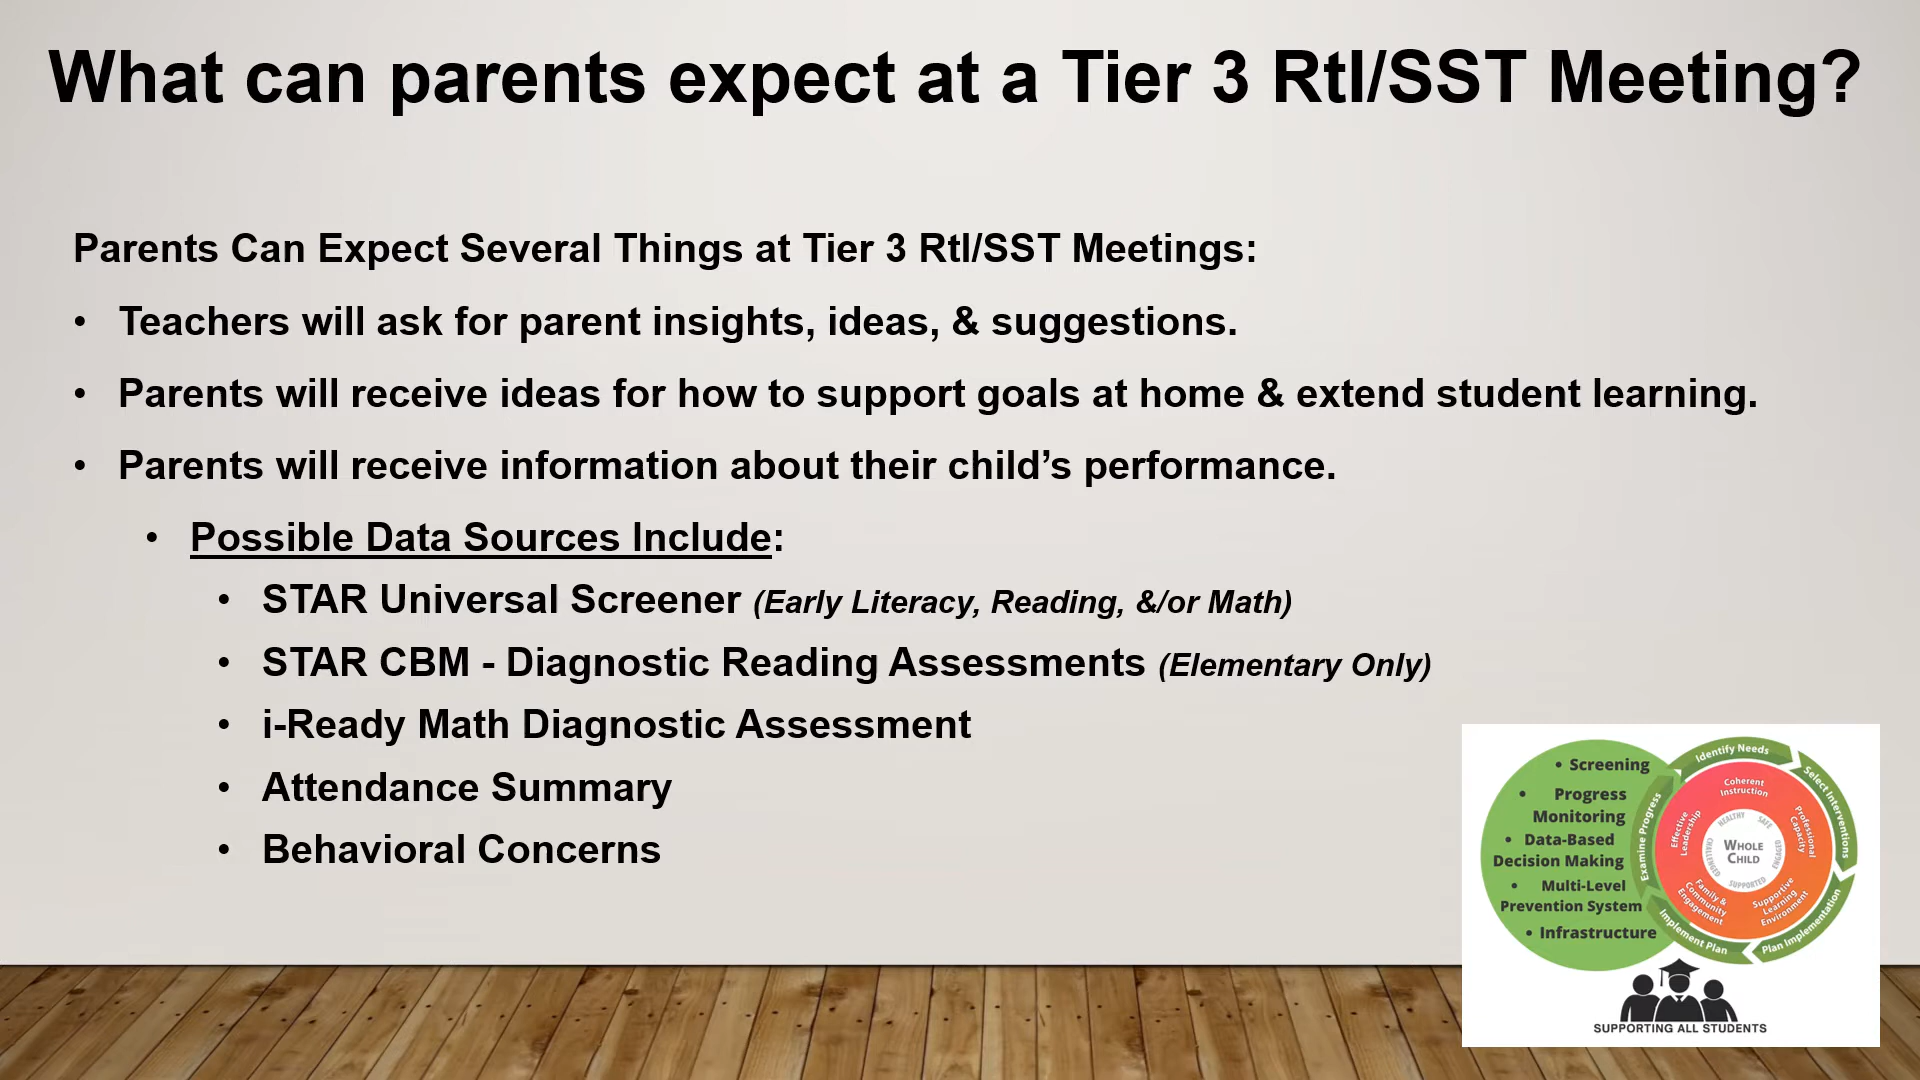 What can parents expect at a Tier 3 RtI/SST Meeting?
Parents Can Expect Several Things at Tier 3 RtI/SST Meetings:
• Teachers will ask for parent insights, ideas, & suggestions.
• Parents will receive ideas for how to support goals at home & extend student learning.
• Parents will receive information about their child’s performance.
• Possible Data Sources Include:
• STAR Universal Screener (Early Literacy, Reading, &/or Math)
• STAR CBM - Diagnostic Reading Assessments (Elementary Only)
• i-Ready Math Diagnostic Assessment
• Attendance Summary
• Behavioral Concerns
• Screening
• Progress
Monitoring
• Data-Based
Decision Making
• Multi-Level
Prevention System
• Infrastructure
Identify Needs
Select Interventions
Plan Implementation
Implement Plan
Examine Progress
Coherent
Instruction
Professional
Capacity
Supportive
Learning
Environment
Family &
Community
Engagement
Effective
Leadership
HEALTHY
SAFE
ENGAGED
SUPPORTED
CHALLENGED
WHOLE
CHILD
SUPPORTING ALL STUDENTS